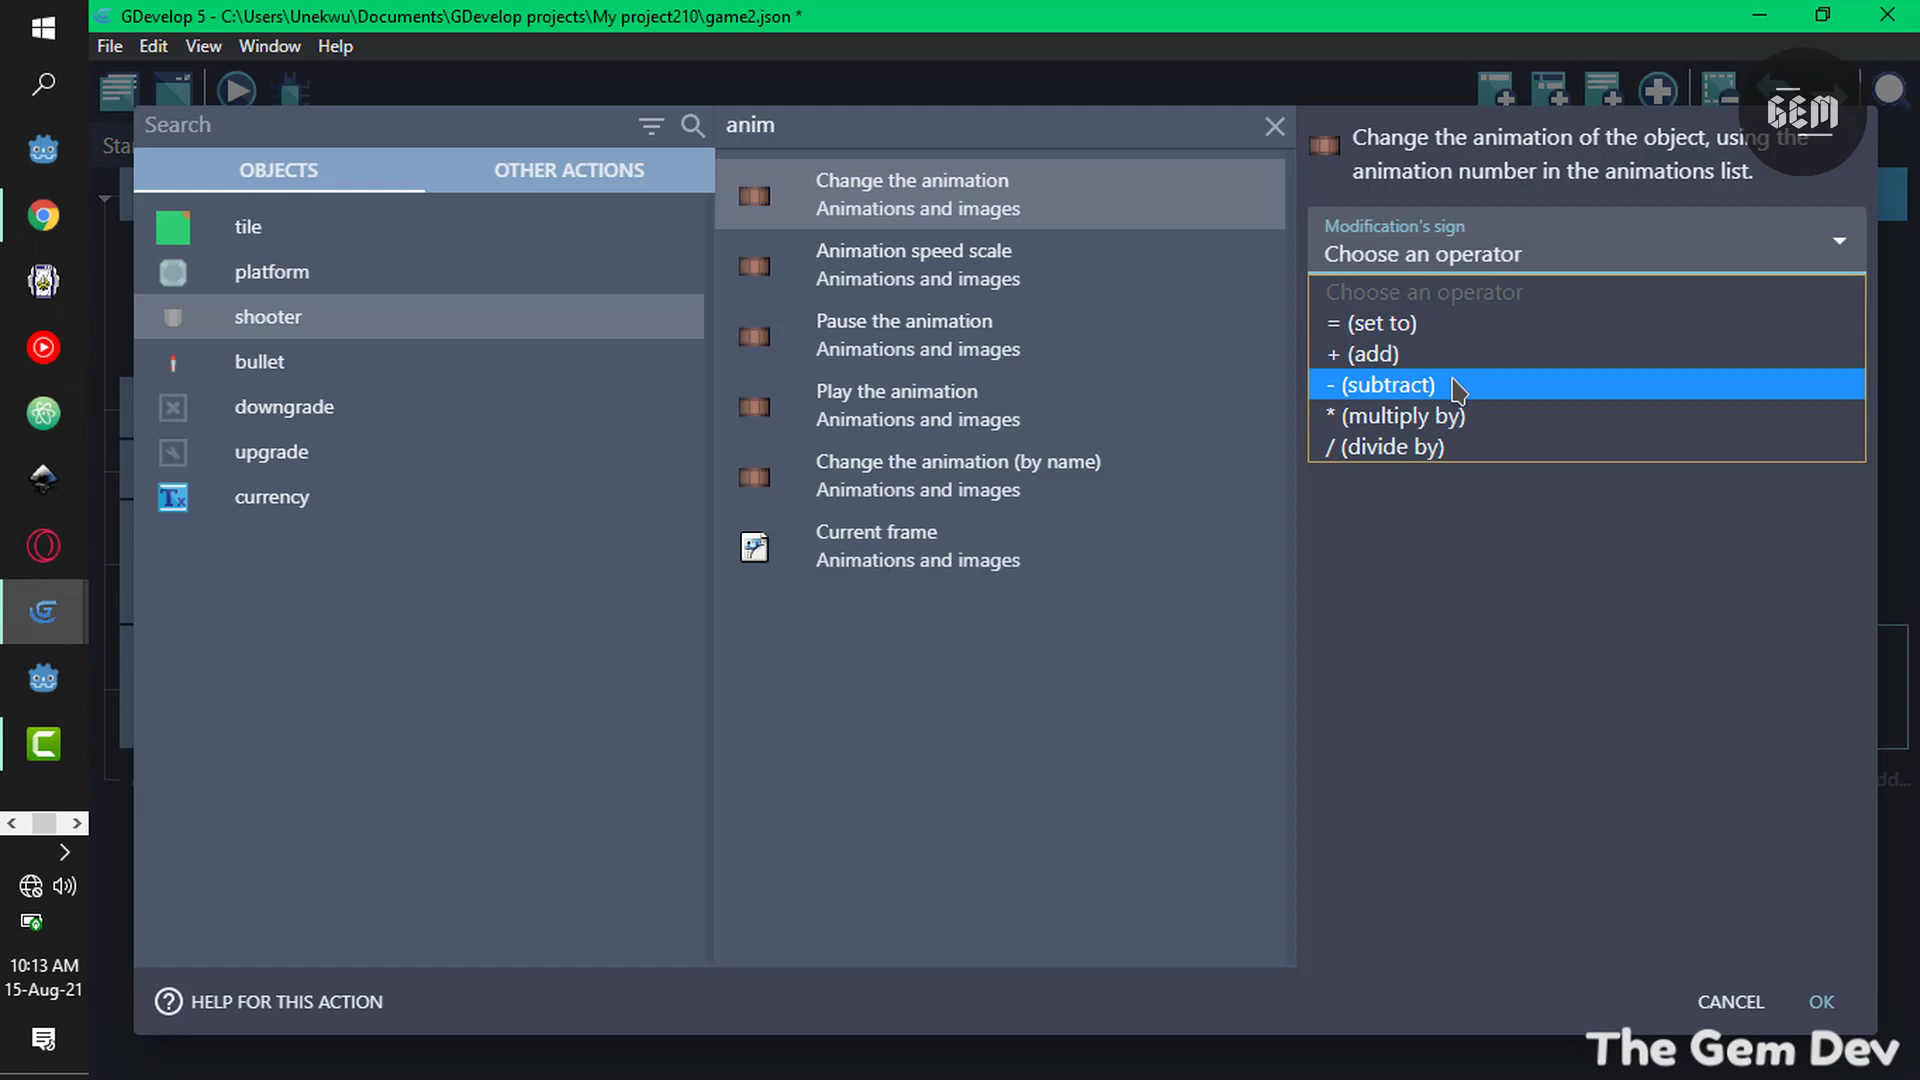 GDevelop 5 - C:\Users\Unekwu\Documents\GDevelop projects\My project210\game2.json *
File Edit View Window Help
Search
anim
OBJECTS
OTHER ACTIONS
tile
platform
shooter
bullet
downgrade
upgrade
currency
Change the animation
Animations and images
Animation speed scale
Animations and images
Pause the animation
Animations and images
Play the animation
Animations and images
Change the animation (by name)
Animations and images
Current frame
Animations and images
Change the animation of the object, using the
animation number in the animations list.
Modification's sign
Choose an operator
Choose an operator
= (set to)
+ (add)
- (subtract)
* (multiply by)
/ (divide by)
GEM
10:13 AM
15-Aug-21
HELP FOR THIS ACTION
CANCEL
OK
The Gem Dev